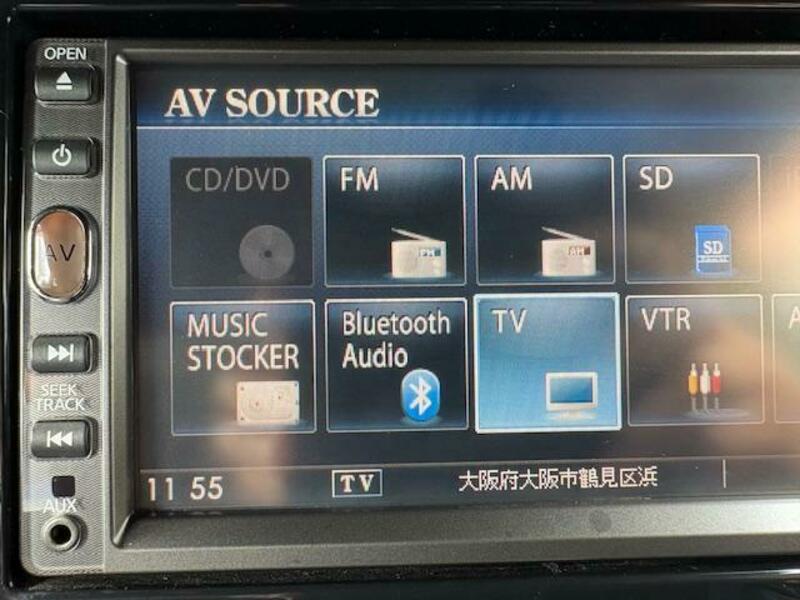 OPEN
AV SOURCE
CD/DVD
FM
AM
SD
FM
AM
SD
AV
MUSIC
STOCKER
Bluetooth
Audio
TV
VTR
A
SEEK
TRACK
11 55
TV
大阪府大阪市鶴見区浜
AUX